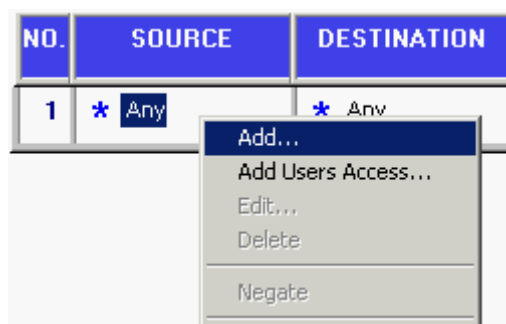 NO. SOURCE DESTINATION
1 * Any * Any
Add...
Add Users Access...
Edit...
Delete
Negate